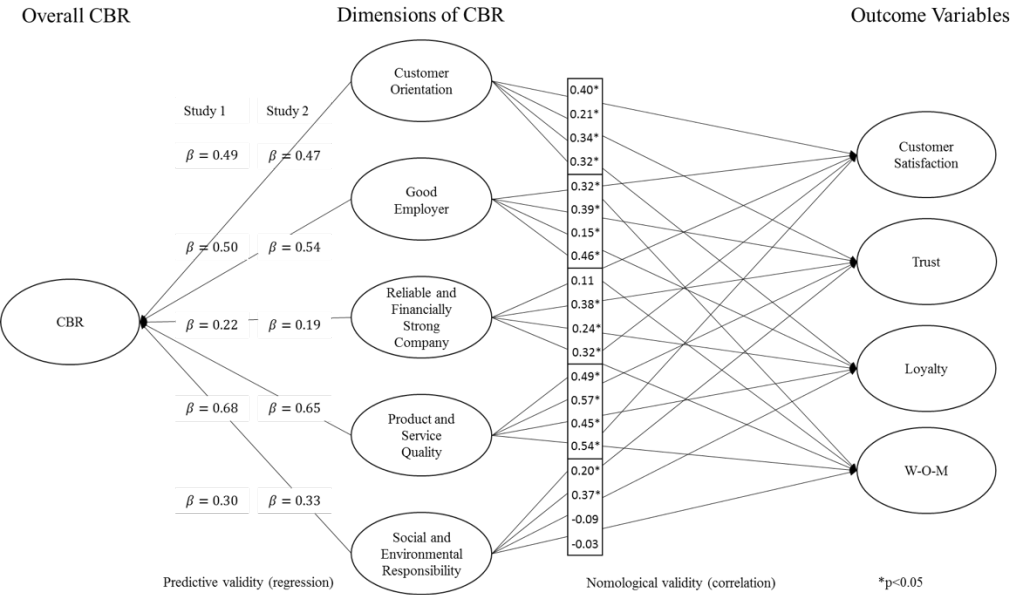 Overall CBR
Dimensions of CBR
Outcome Variables
Study 1
Study 2
β = 0.49
β = 0.47
β = 0.50
β = 0.54
β = 0.22
β = 0.19
β = 0.68
β = 0.65
β = 0.30
β = 0.33
CBR
Customer
Orientation
Good
Employer
Reliable and
Financially
Strong
Company
Product and
Service
Quality
Social and
Environmental
Responsibility
0.40*
0.21*
0.34*
0.32*
0.32*
0.39*
0.15*
0.46*
0.11
0.38*
0.24*
0.32*
0.49*
0.57*
0.45*
0.54*
0.20*
0.37*
-0.09
-0.03
Customer
Satisfaction
Trust
Loyalty
W-O-M
Predictive validity (regression)
Nomological validity (correlation)
*p<0.05